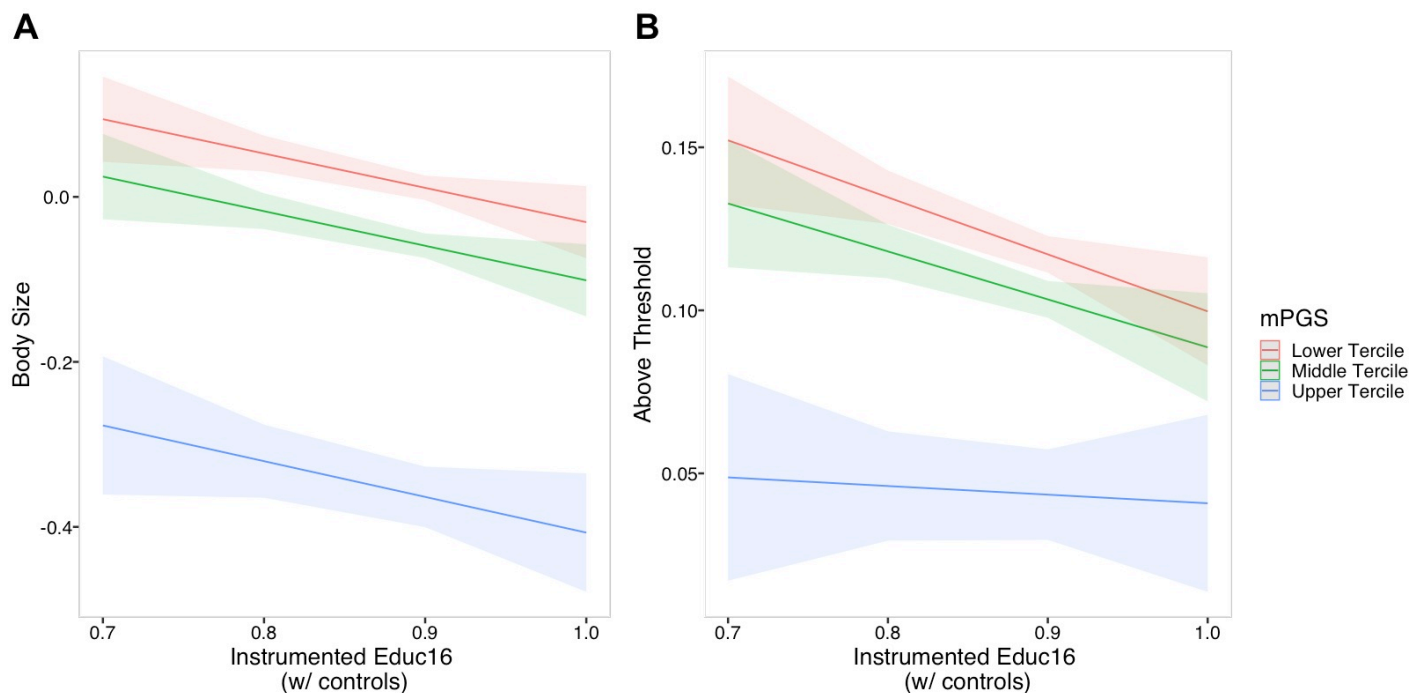 A
B
Body Size
0.0
-0.2
-0.4
0.7
0.8
0.9
1.0
Instrumented Educ16
(w/ controls)
Above Threshold
0.15
0.10
0.05
0.7
0.8
0.9
1.0
Instrumented Educ16
(w/ controls)
mPGS
Lower Tercile
Middle Tercile
Upper Tercile